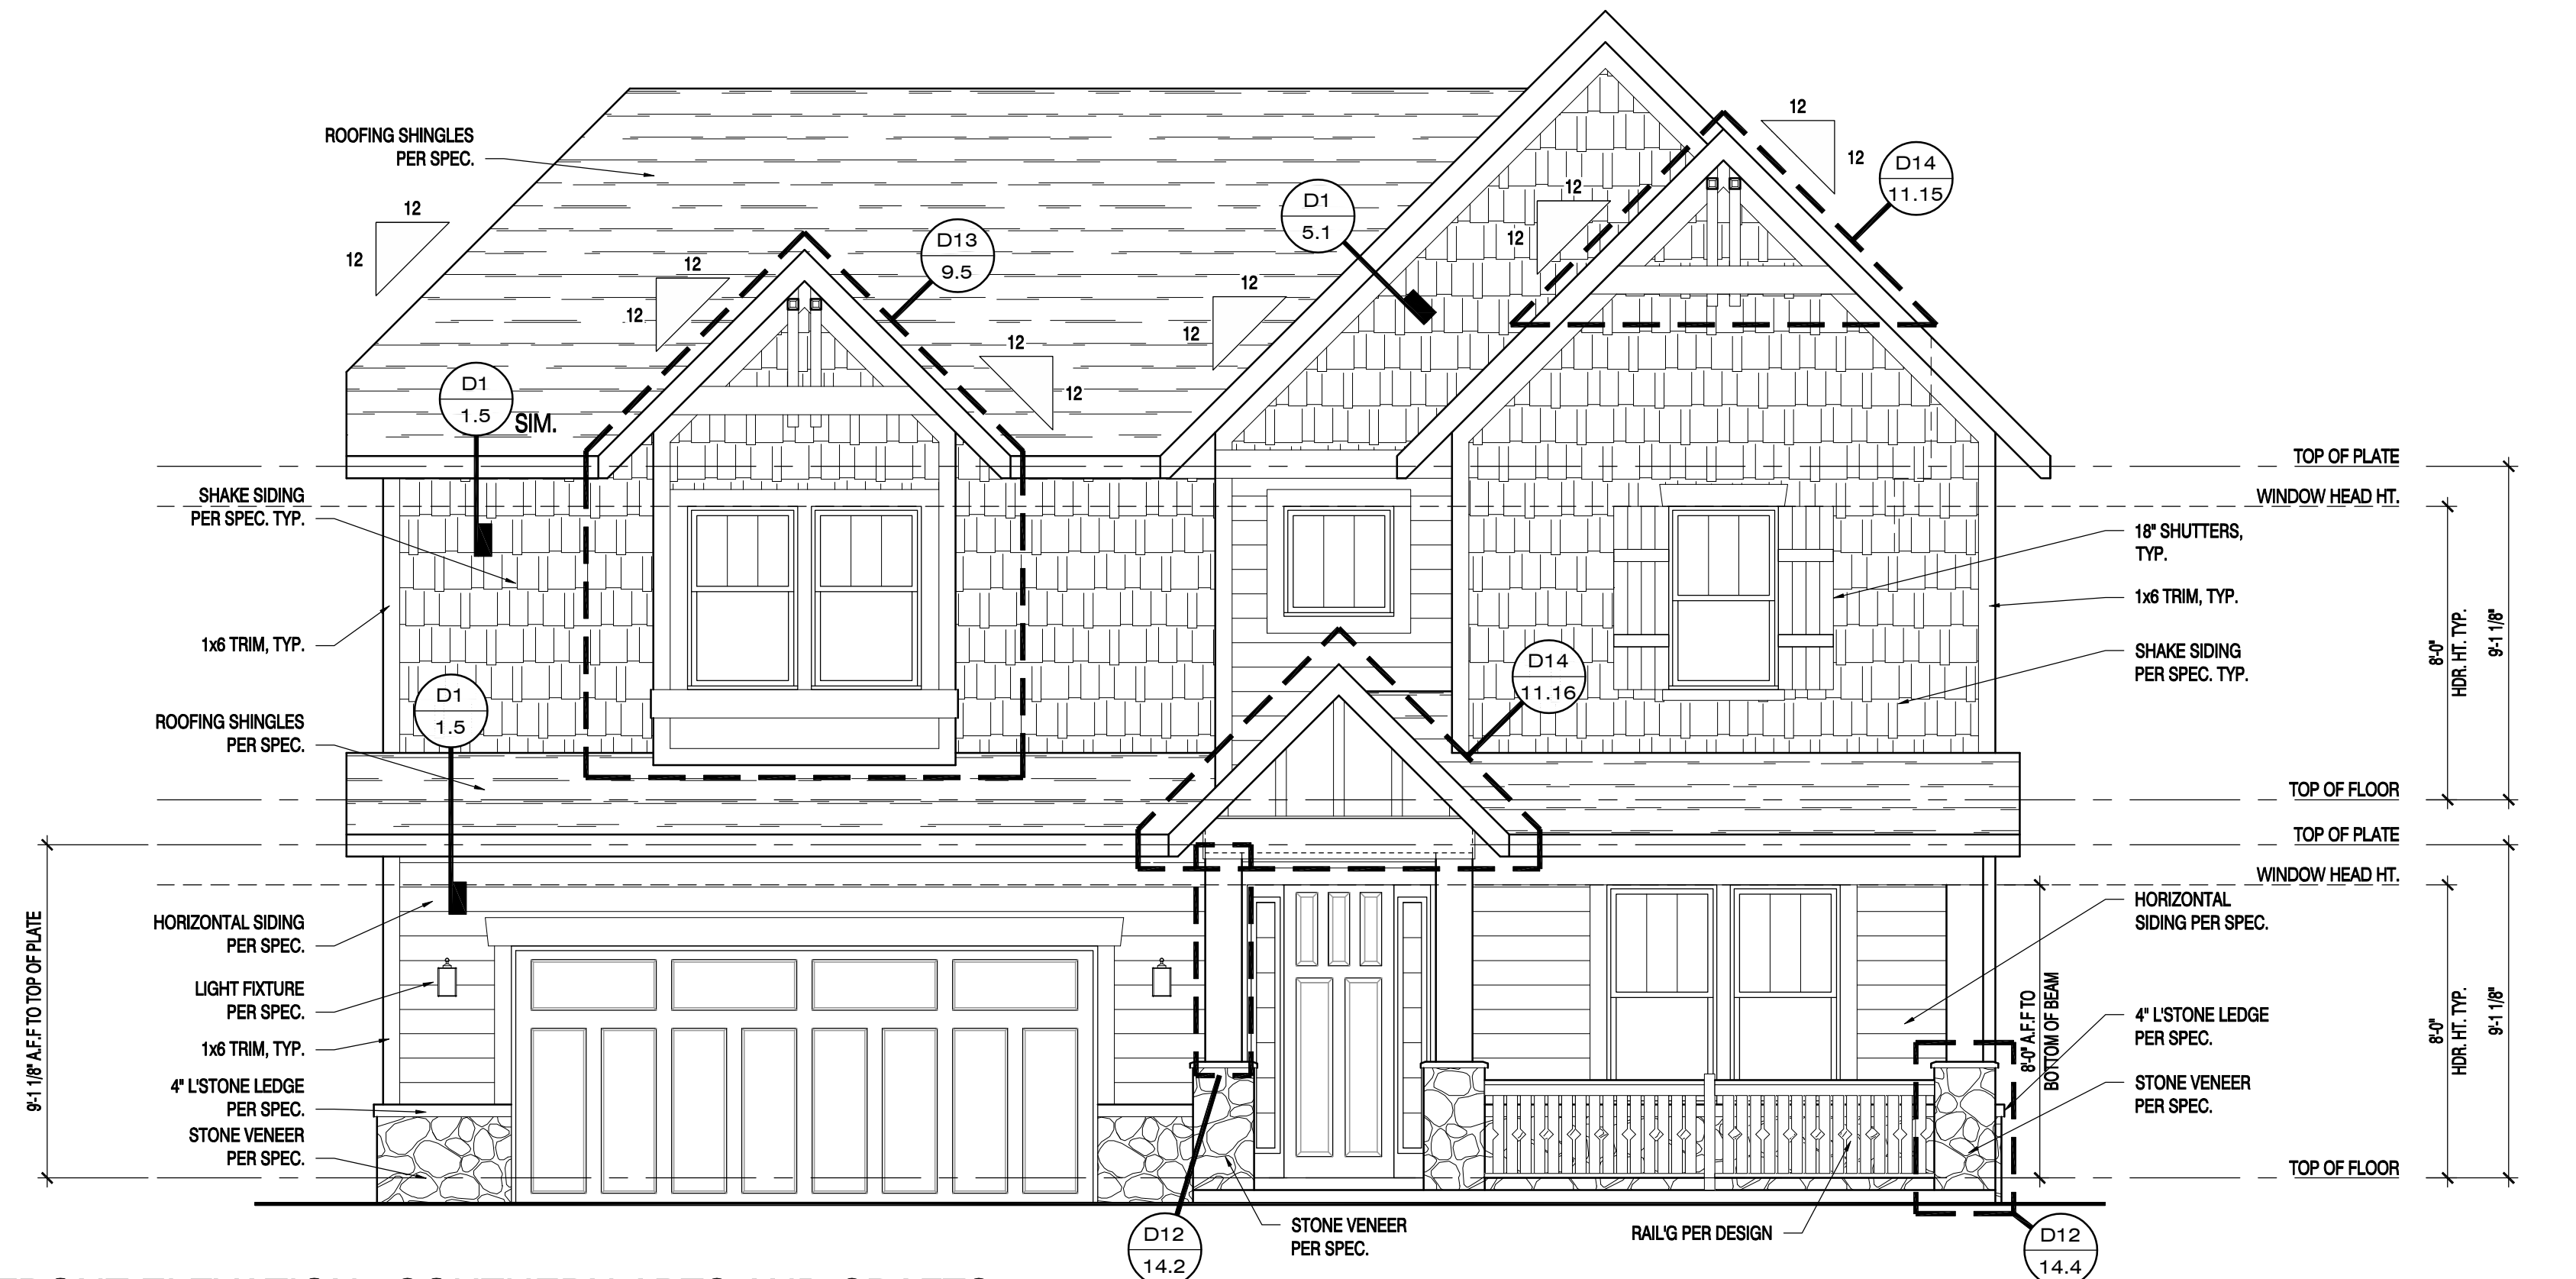 12
12
D14
11.15
ROOFING SHINGLES
PER SPEC.
12
12
D1
5.1
12
12
D13
9.5
12
12
12
12
12
12
D1
1.5
SIM.
TOP OF PLATE
WINDOW HEAD HT.
SHAKE SIDING
PER SPEC. TYP.
18" SHUTTERS,
TYP.
1x6 TRIM, TYP.
1x6 TRIM, TYP.
SHAKE SIDING
PER SPEC. TYP.
8'-0"
HDR. HT. TYP.
9'-1 1/8"
D14
11.16
D1
1.5
ROOFING SHINGLES
PER SPEC.
TOP OF FLOOR
TOP OF PLATE
WINDOW HEAD HT.
9'-1 1/8" A.F.F TO TOP OF PLATE
HORIZONTAL SIDING
PER SPEC.
HORIZONTAL
SIDING PER SPEC.
LIGHT FIXTURE
PER SPEC.
1x6 TRIM, TYP.
4" L'STONE LEDGE
PER SPEC.
STONE VENEER
PER SPEC.
8'-0" A.F.F TO
BOTTOM OF BEAM
4" L'STONE LEDGE
PER SPEC.
STONE VENEER
PER SPEC.
8'-0"
HDR. HT. TYP.
9'-1 1/8"
TOP OF FLOOR
D12
14.2
STONE VENEER
PER SPEC.
RAIL'G PER DESIGN
D12
14.4